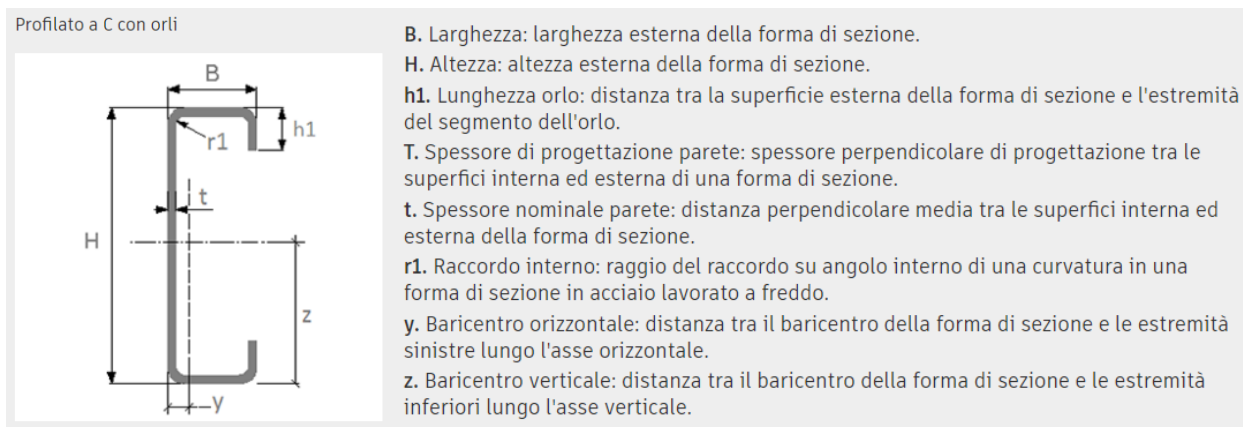 Profilato a C con orli
B
h1
r1
t
H
z
y
B. Larghezza: larghezza esterna della forma di sezione.
H. Altezza: altezza esterna della forma di sezione.
h1. Lunghezza orlo: distanza tra la superficie esterna della forma di sezione e l'estremità
del segmento dell'orlo.
T. Spessore di progettazione parete: spessore perpendicolare di progettazione tra le
superfici interna ed esterna di una forma di sezione.
t. Spessore nominale parete: distanza perpendicolare media tra le superfici interna ed
esterna della forma di sezione.
r1. Raccordo interno: raggio del raccordo su angolo interno di una curvatura in una
forma di sezione in acciaio lavorato a freddo.
y. Baricentro orizzontale: distanza tra il baricentro della forma di sezione e le estremità
sinistre lungo l'asse orizzontale.
z. Baricentro verticale: distanza tra il baricentro della forma di sezione e le estremità
inferiori lungo l'asse verticale.